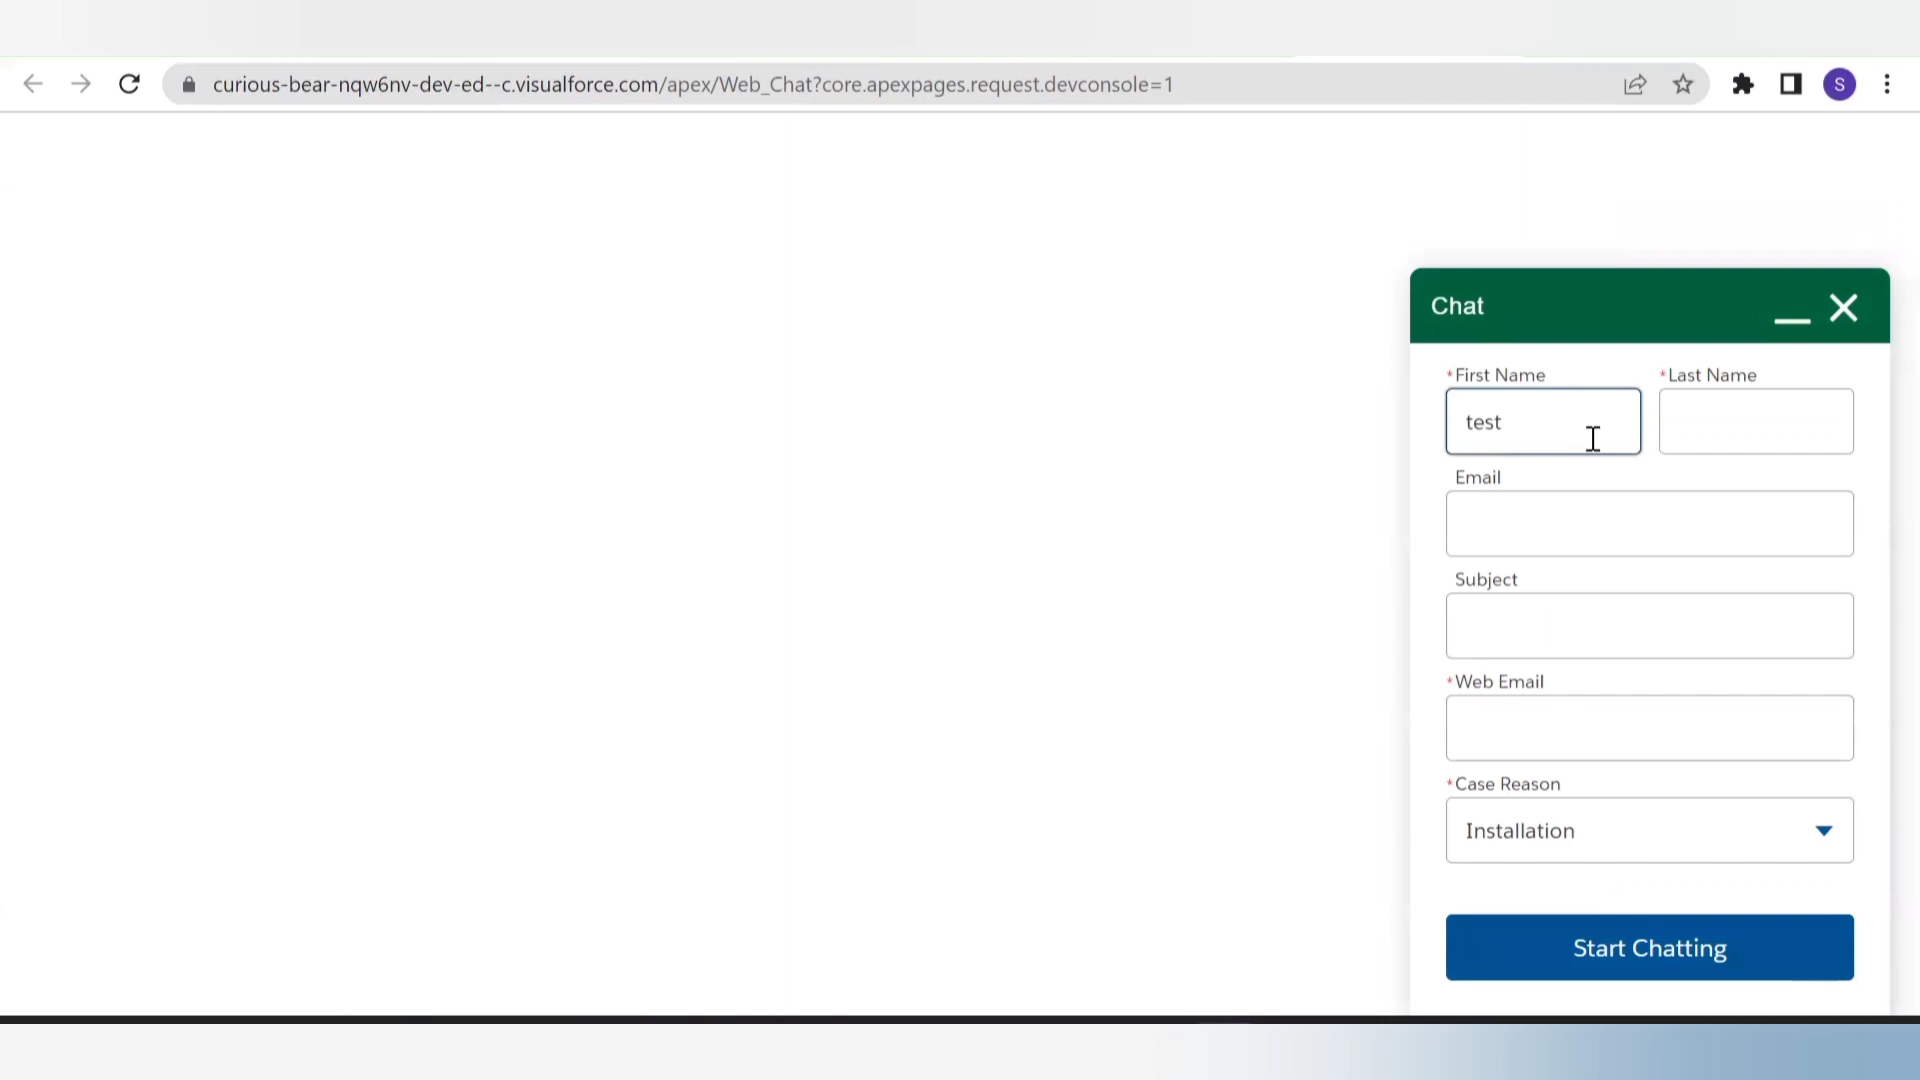 curious-bear-nqw6nv-dev-ed--c.visualforce.com/apex/Web_Chat?core.apexpages.request.devconsole=1
S
Chat
*First Name *Last Name
test
Email
Subject
*Web Email
*Case Reason
Installation
Start Chatting